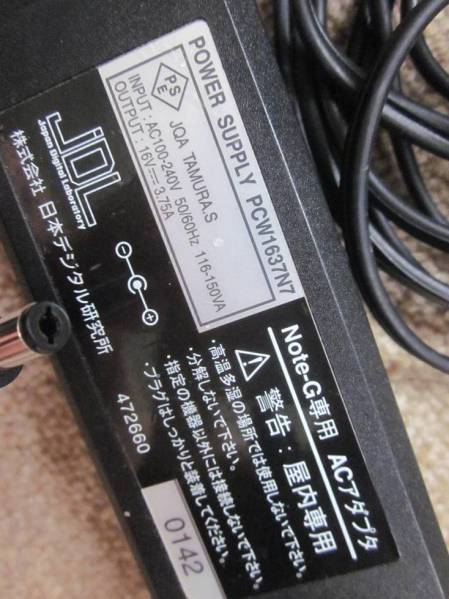 POWER SUPPLY PCW1637N7
PS
E
JQA TAMURA.S
INPUT : AC100-240V 50/60Hz 116-150VA
OUTPUT : 16V 3.75A
JDL
Japan Digital Laboratory
株式会社 日本デジタル研究所
Note-G専用 ACアダプタ
警告 : 屋内専用
・高温多湿の場所では使用しないで下さい。
・分解しないで下さい。
・指定の機器以外には接続しないで下さい。
・プラグはしっかりと装着してください。
472660
0142